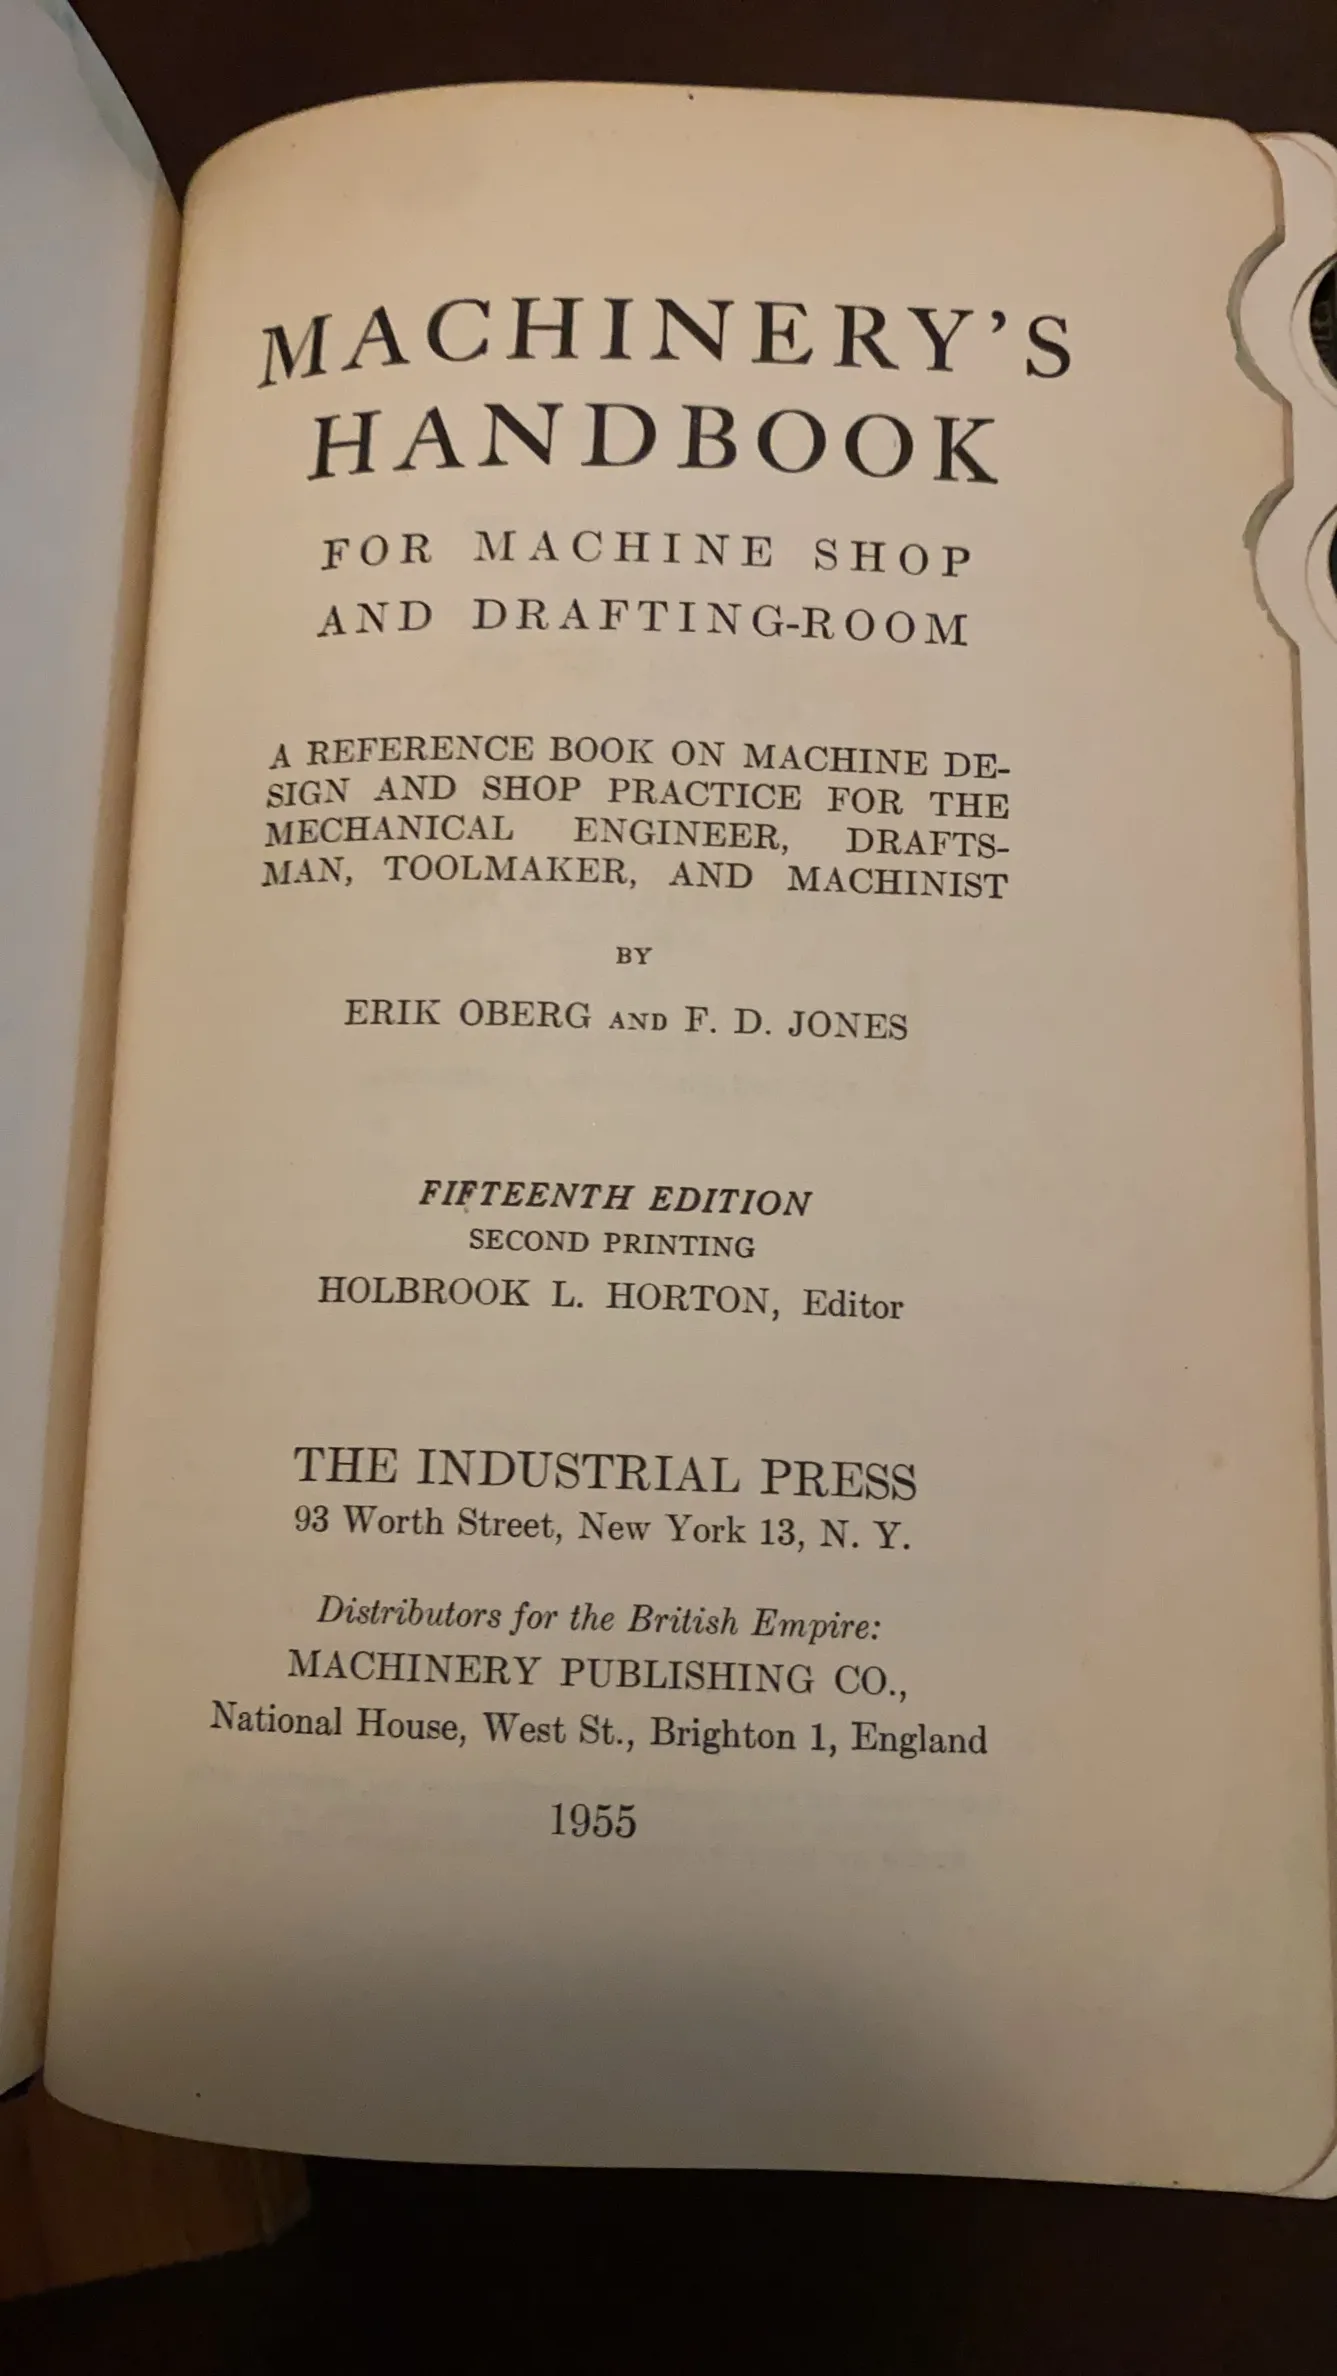 MACHINERY'S
HANDBOOK
FOR MACHINE SHOP
AND DRAFTING-ROOM
A REFERENCE BOOK ON MACHINE DE-
SIGN AND SHOP PRACTICE FOR THE
MECHANICAL ENGINEER, DRAFTS-
MAN, TOOLMAKER, AND MACHINIST
BY
ERIK OBERG AND F. D. JONES
FIFTEENTH EDITION
SECOND PRINTING
HOLBROOK L. HORTON, Editor
THE INDUSTRIAL PRESS
93 Worth Street, New York 13, N. Y.
Distributors for the British Empire:
MACHINERY PUBLISHING CO.,
National House, West St., Brighton 1, England
1955